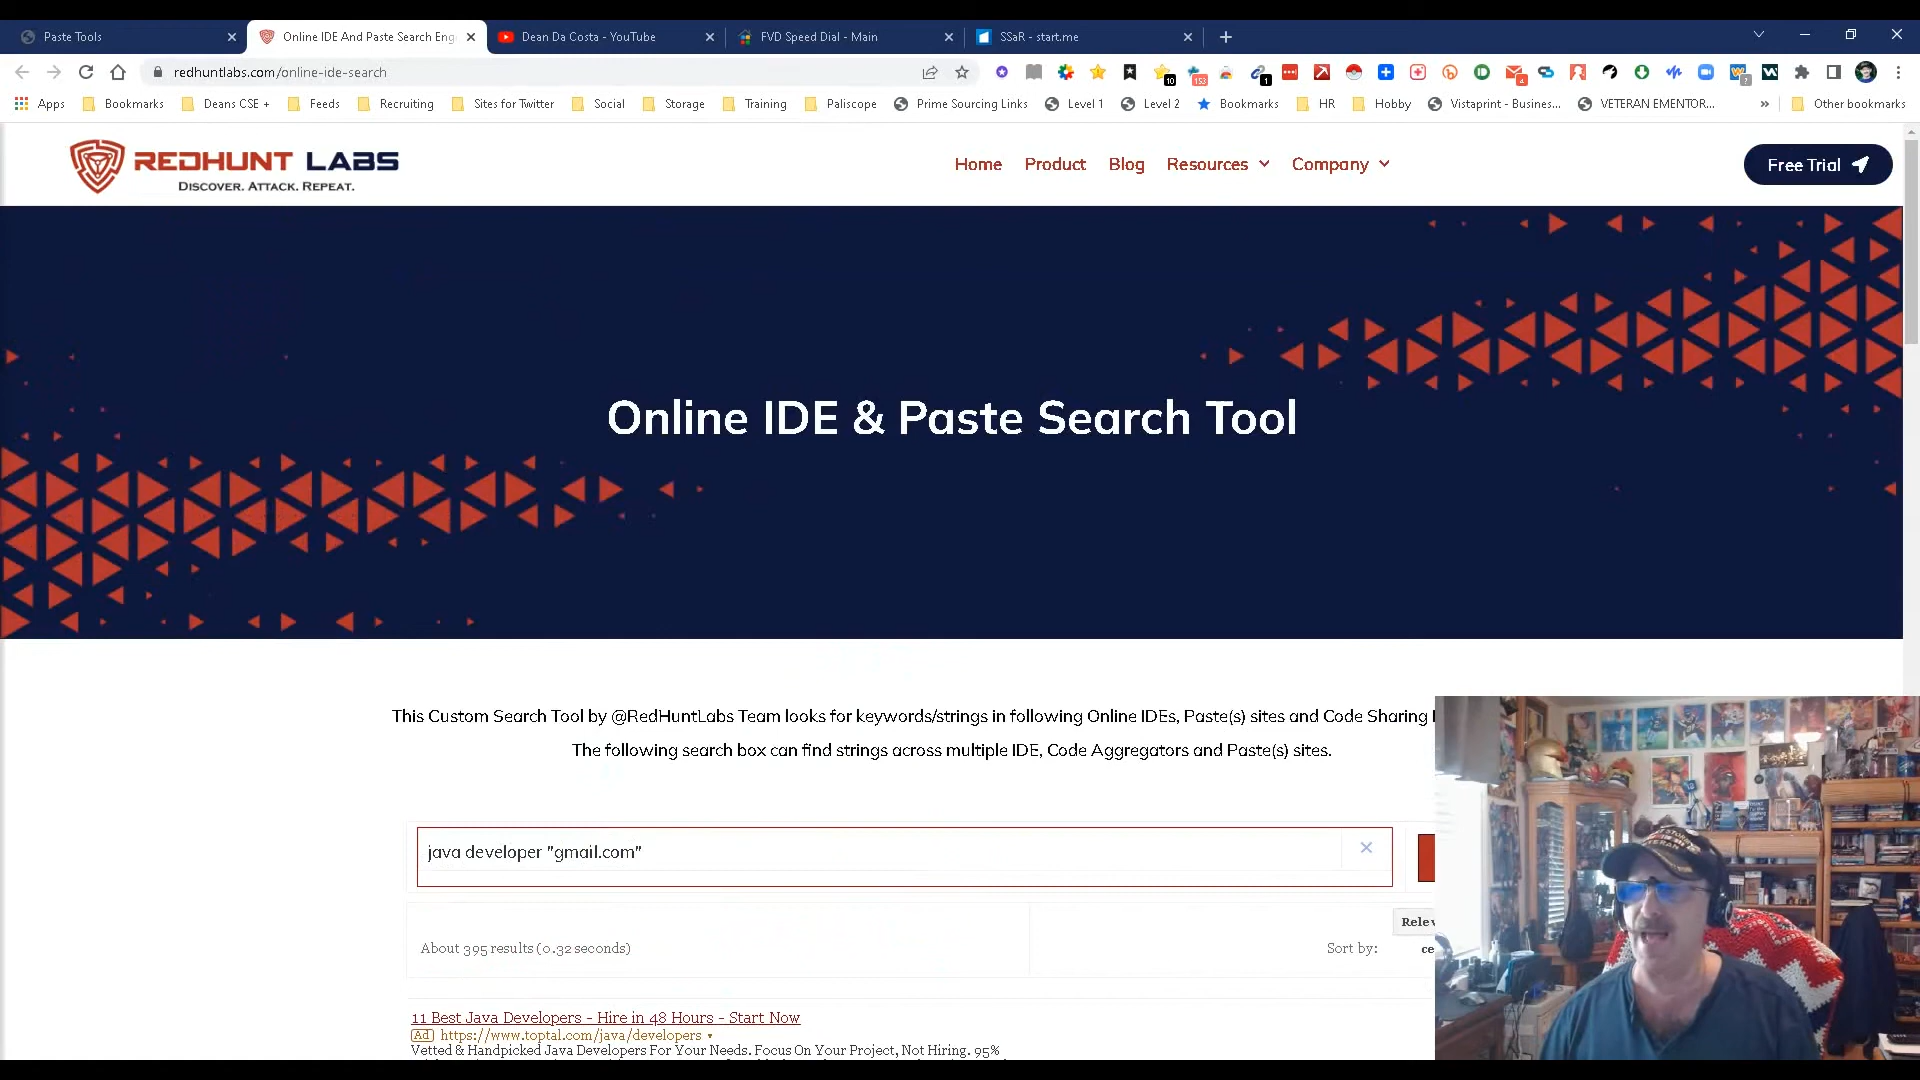 Paste Tools
Online IDE And Paste Search Eng
Dean Da Costa - YouTube
FVD Speed Dial - Main
SSaR - start.me
redhuntlabs.com/online-ide-search
Apps
Bookmarks
Deans CSE +
Feeds
Recruiting
Sites for Twitter
Social
Storage
Training
Paliscope
Prime Sourcing Links
Level 1
Level 2
Bookmarks
HR
Hobby
Vistaprint - Busines...
VETERAN EMENTOR...
Other bookmarks
REDHUNT LABS
DISCOVER. ATTACK. REPEAT.
Home
Product
Blog
Resources
Company
Free Trial
Online IDE & Paste Search Tool
This Custom Search Tool by @RedHuntLabs Team looks for keywords/strings in following Online IDEs, Paste(s) sites and Code Sharing
The following search box can find strings across multiple IDE, Code Aggregators and Paste(s) sites.
java developer "gmail.com"
About 395 results (0.32 seconds)
Sort by:
Relev
ce
11 Best Java Developers - Hire in 48 Hours - Start Now
Ad https://www.toptal.com/java/developers
Vetted & Handpicked Java Developers For Your Needs. Focus On Your Project, Not Hiring. 95%